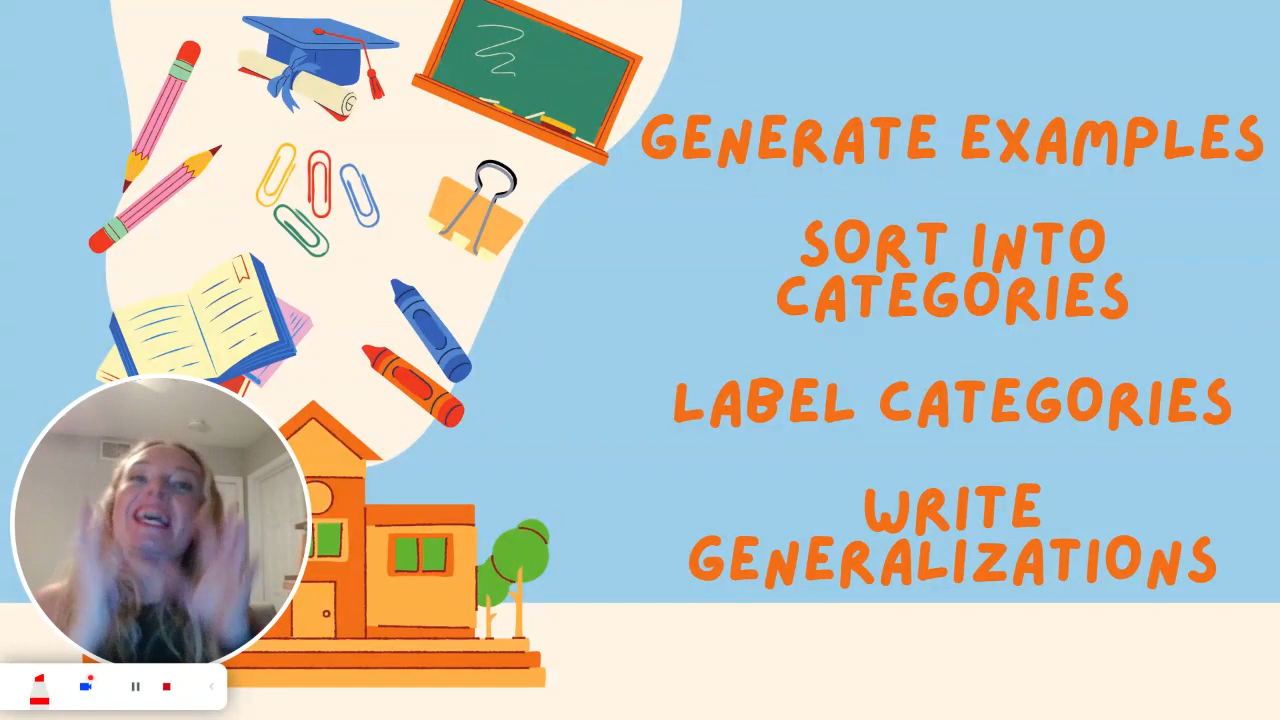 GENERATE EXAMPLES
SORT INTO
CATEGORIES
LABEL CATEGORIES
WRITE
GENERALIZATIONS